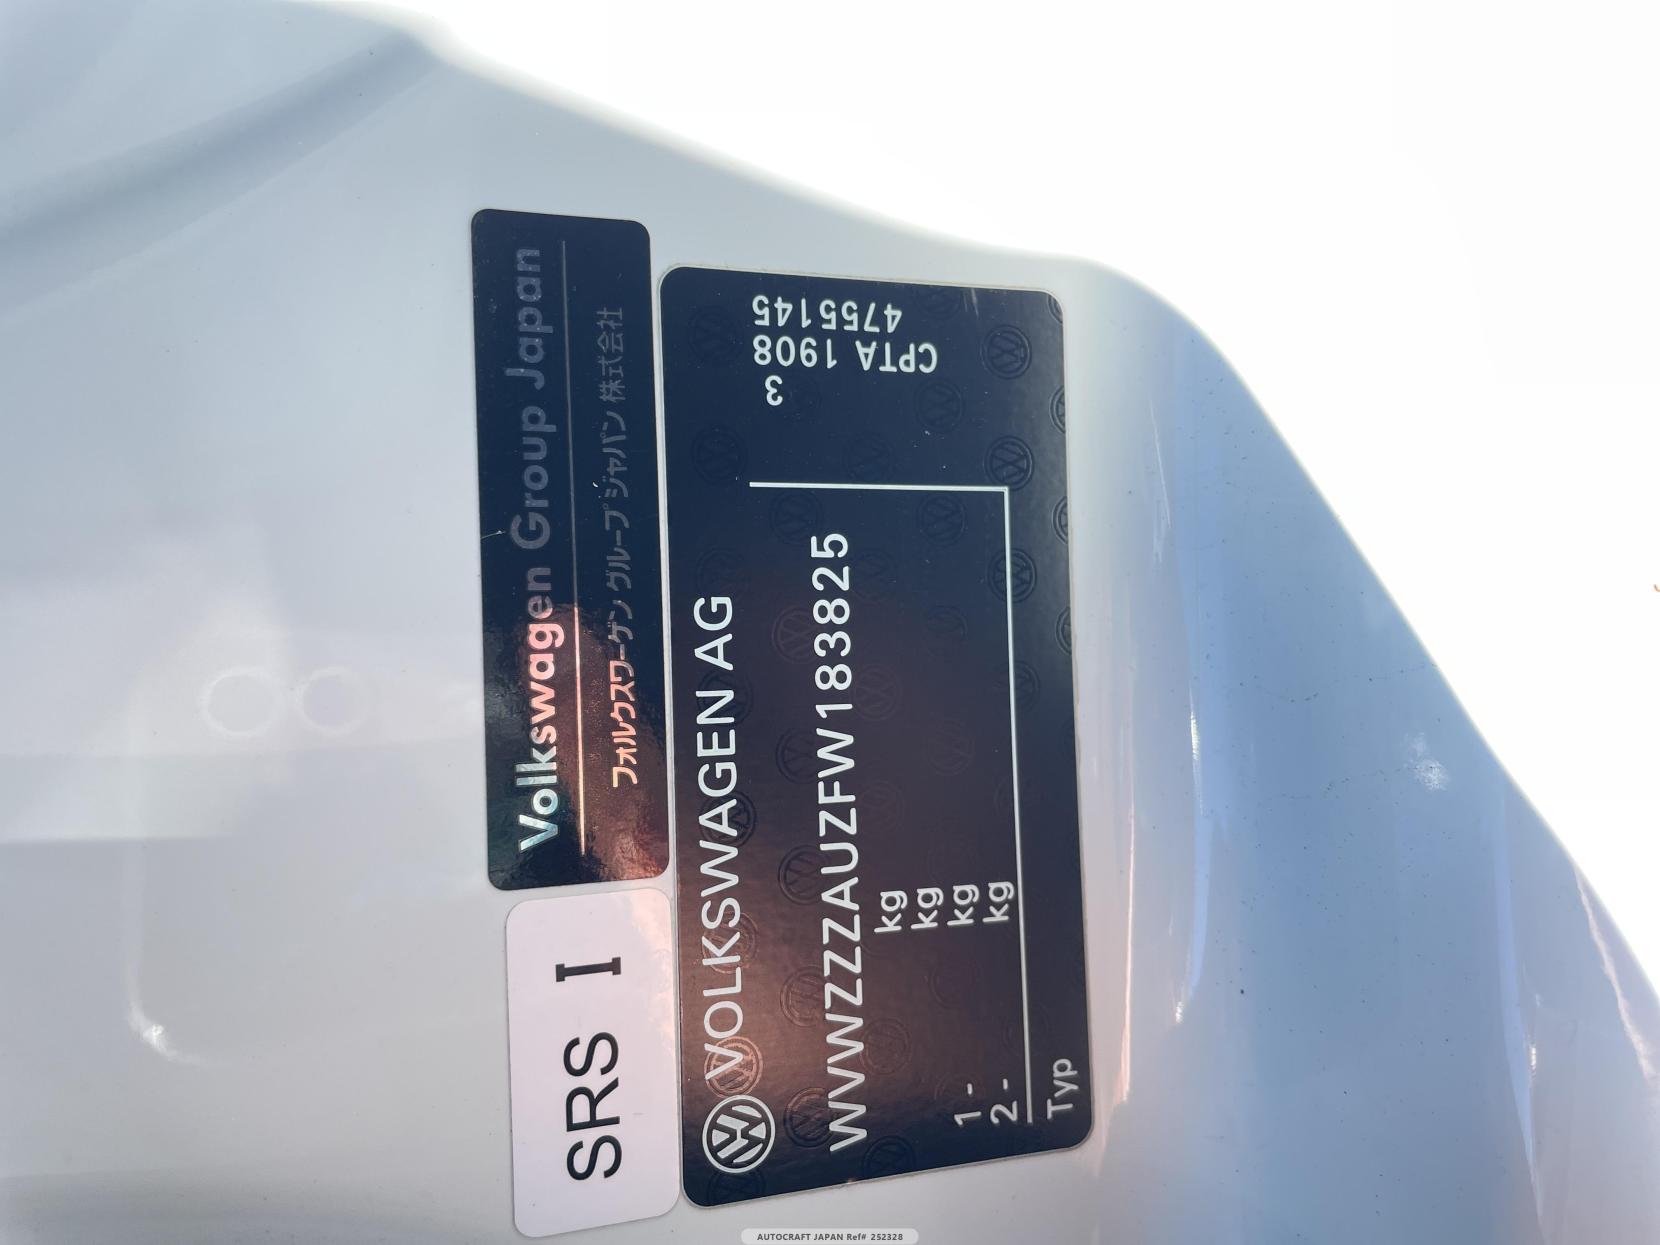 Volkswagen Group Japan
フォルクスワーゲン グループ ジャパン 株式会社
SRS I
VOLKSWAGEN AG
WVWZZZAUZFW183825
kg
kg
1- kg
2- kg
Typ
4755145
CPTA 1908
3
AUTOCRAFT JAPAN Ref# 252328